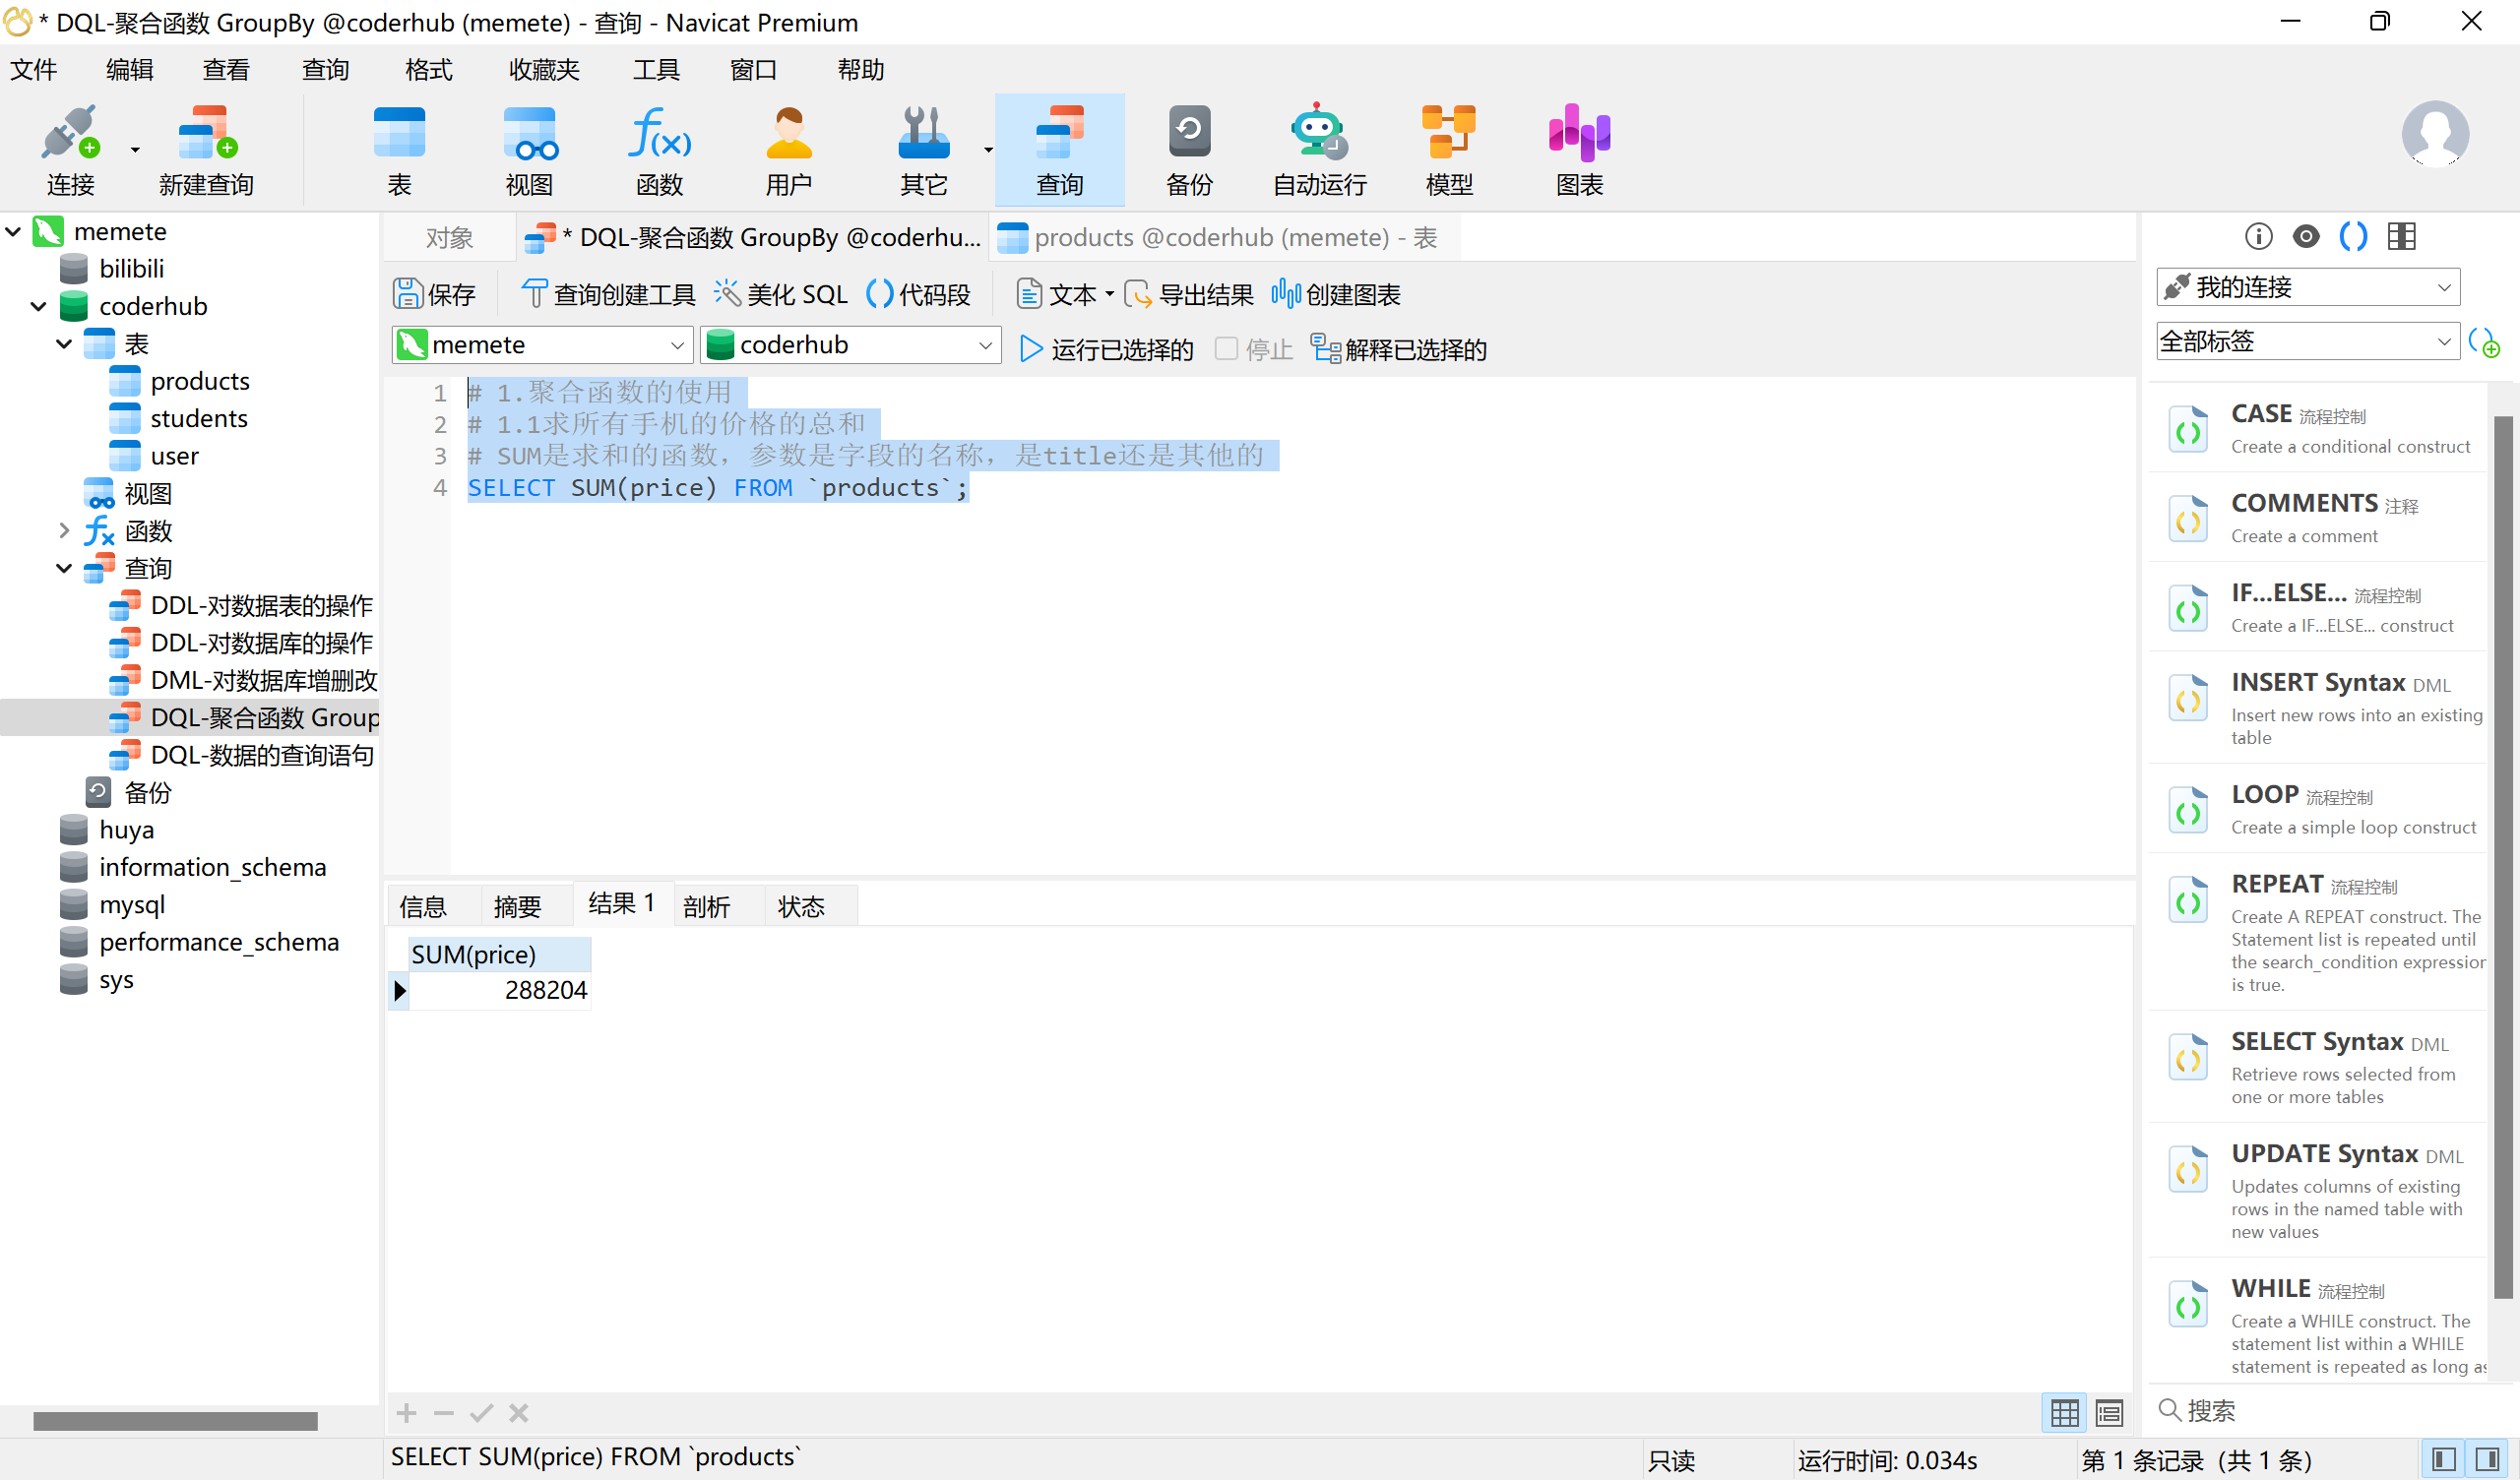 * DQL-聚合函数 GroupBy @coderhub (memete) - 查询 - Navicat Premium
文件 编辑 查看 查询 格式 收藏夹 工具 窗口 帮助
连接 新建查询 表 视图 函数 用户 其它 查询 备份 自动运行 模型 图表
memete
bilibili
coderhub
表
products
students
user
视图
函数
查询
DDL-对数据表的操作
DDL-对数据库的操作
DML-对数据库增删改
DQL-聚合函数 Group
DQL-数据的查询语句
备份
huya
information_schema
mysql
performance_schema
sys
对象 * DQL-聚合函数 GroupBy @coderhu... products @coderhub (memete) - 表
保存 查询创建工具 美化 SQL 代码段 文本 导出结果 创建图表
memete coderhub 运行已选择的 停止 解释已选择的
1 # 1.聚合函数的使用
2 # 1.1求所有手机的价格的总和
3 # SUM是求和的函数，参数是字段的名称，是title还是其他的
4 SELECT SUM(price) FROM `products`;
信息 摘要 结果 1 剖析 状态
SUM(price)
288204
我的连接
全部标签
CASE 流程控制
Create a conditional construct
COMMENTS 注释
Create a comment
IF...ELSE... 流程控制
Create a IF...ELSE... construct
INSERT Syntax DML
Insert new rows into an existing
table
LOOP 流程控制
Create a simple loop construct
REPEAT 流程控制
Create A REPEAT construct. The
Statement list is repeated until
the search_condition expression
is true.
SELECT Syntax DML
Retrieve rows selected from
one or more tables
UPDATE Syntax DML
Updates columns of existing
rows in the named table with
new values
WHILE 流程控制
Create a WHILE construct. The
statement list within a WHILE
statement is repeated as long as
搜索
SELECT SUM(price) FROM `products` 只读 运行时间: 0.034s 第 1 条记录 (共 1 条)